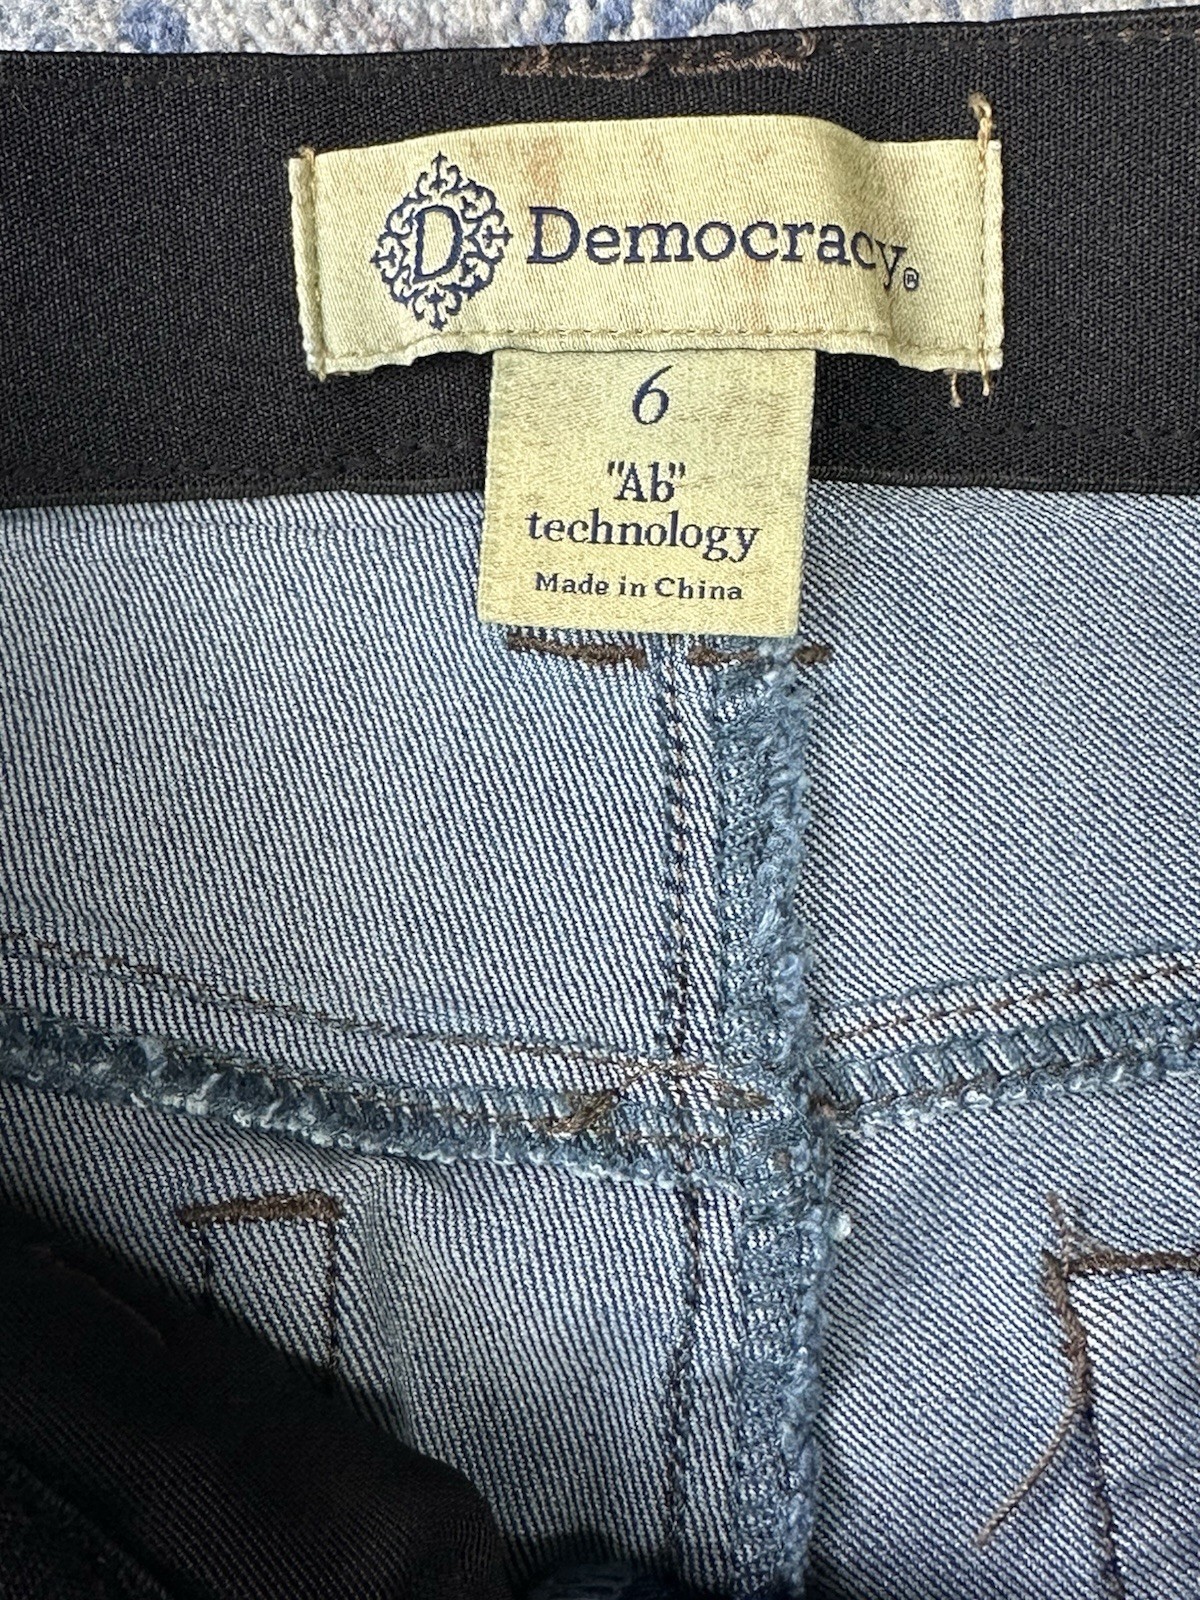 D Democracy®
6
"Ab"
technology
Made in China